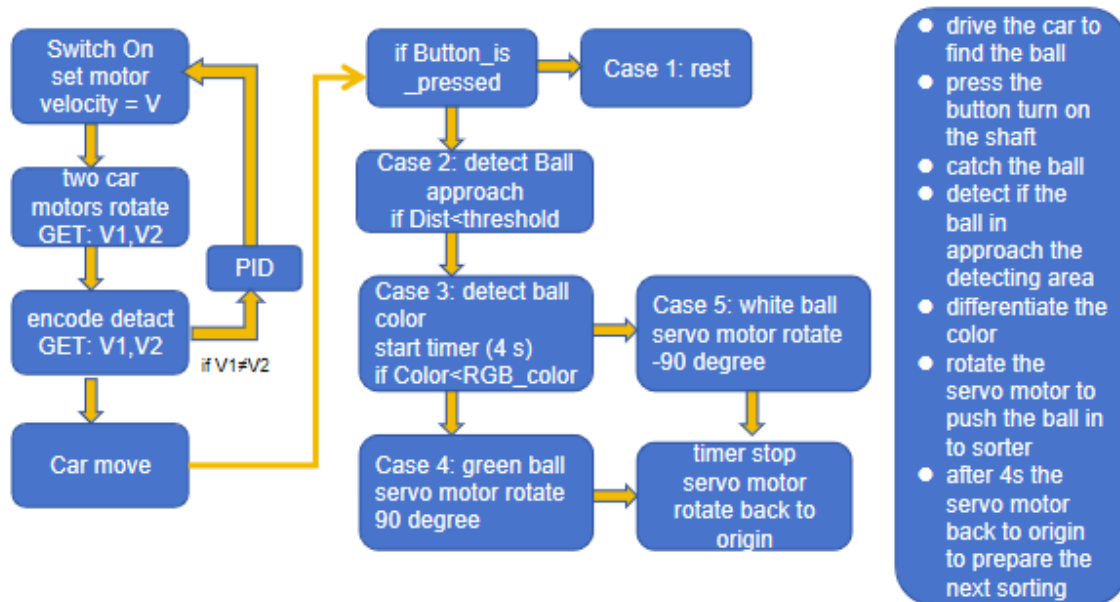 Switch On
set motor
velocity = V
two car
motors rotate
GET: V1,V2
PID
encode detact
GET: V1,V2
if V1≠V2
Car move
if Button_is
_pressed
Case 1: rest
Case 2: detect Ball
approach
if Dist<threshold
Case 3: detect ball
color
start timer (4 s)
if Color<RGB_color
Case 5: white ball
servo motor rotate
-90 degree
Case 4: green ball
servo motor rotate
90 degree
timer stop
servo motor
rotate back to
origin
● drive the car to
find the ball
● press the
button turn on
the shaft
● catch the ball
● detect if the
ball in
approach the
detecting area
● differentiate the
color
● rotate the
servo motor to
push the ball in
to sorter
● after 4s the
servo motor
back to origin
to prepare the
next sorting